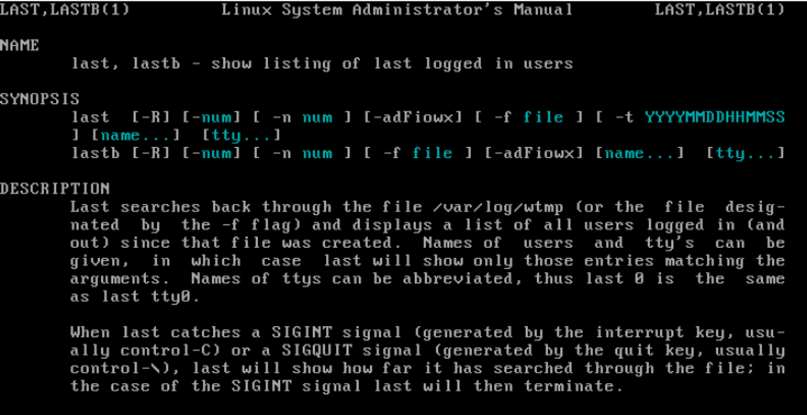 LAST,LASTB(1)         Linux System Administrator's Manual         LAST,LASTB(1)
NAME
last, lastb - show listing of last logged in users
SYNOPSIS
last  [-R] [-num] [ -n num ] [-adFiowx] [ -f file ] [ -t YYYYMMDDHHMMSS
] [name...]  [tty...]
lastb [-R] [-num] [ -n num ] [ -f file ] [-adFiowx] [name...]  [tty...]
DESCRIPTION
Last searches back through the file /var/log/wtmp (or the  file  desig-
nated  by  the -f flag) and displays a list of all users logged in (and
out) since that file was created.  Names of  users  and  tty's  can  be
given,  in  which  case  last will show only those entries matching the
arguments.  Names of ttys can be abbreviated, thus last 0 is  the  same
as last tty0.
When last catches a SIGINT signal (generated by the interrupt key, usu-
ally control-C) or a SIGQUIT signal (generated by the quit key, usually
control-\), last will show how far it has searched through the file; in
the case of the SIGINT signal last will then terminate.